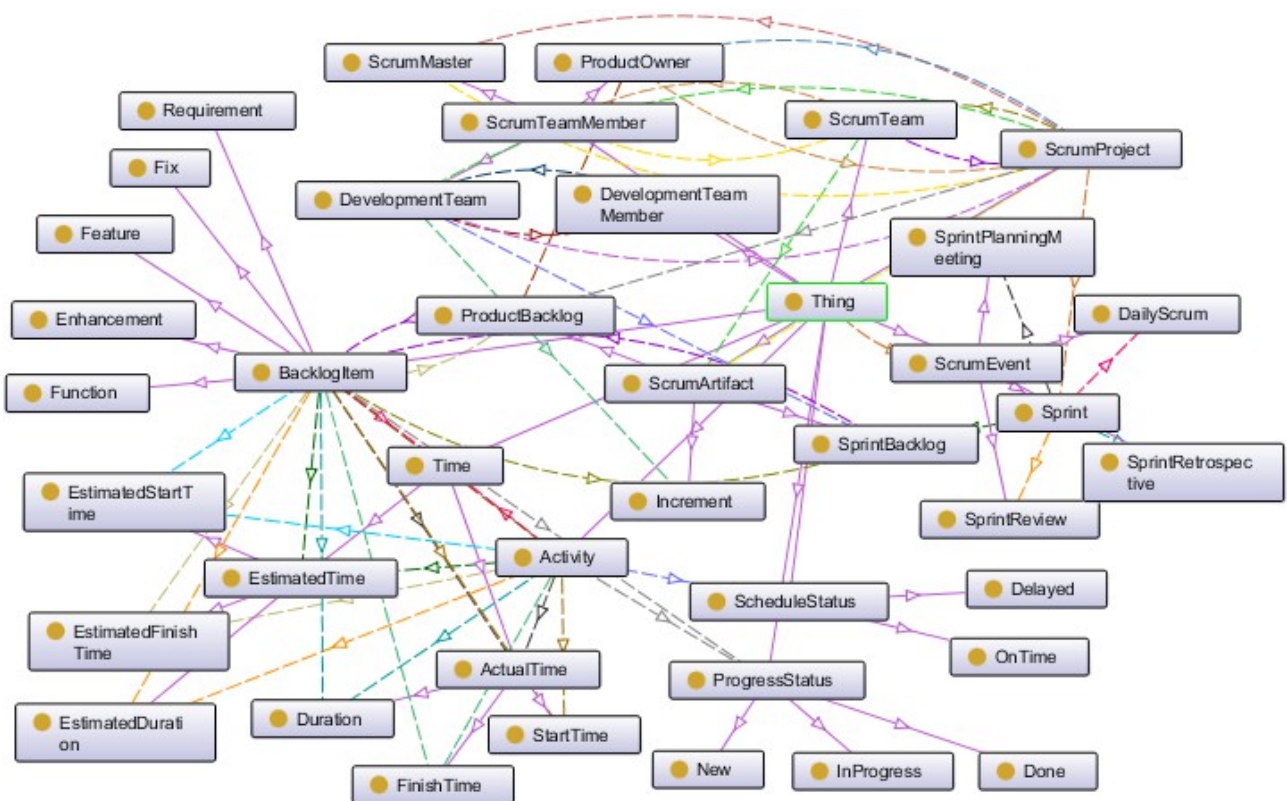 ScrumMaster
ProductOwner
Requirement
ScrumTeamMember
ScrumTeam
ScrumProject
Fix
DevelopmentTeam
DevelopmentTeam
Member
Feature
SprintPlanningM
eeting
Thing
Enhancement
ProductBacklog
DailyScrum
BacklogItem
ScrumArtifact
ScrumEvent
Function
Sprint
SprintBacklog
Time
SprintRetrospec
tive
EstimatedStartT
ime
Increment
SprintReview
Activity
EstimatedTime
ScheduleStatus
Delayed
EstimatedFinish
Time
ActualTime
ProgressStatus
OnTime
EstimatedDurati
on
Duration
StartTime
FinishTime
New
InProgress
Done